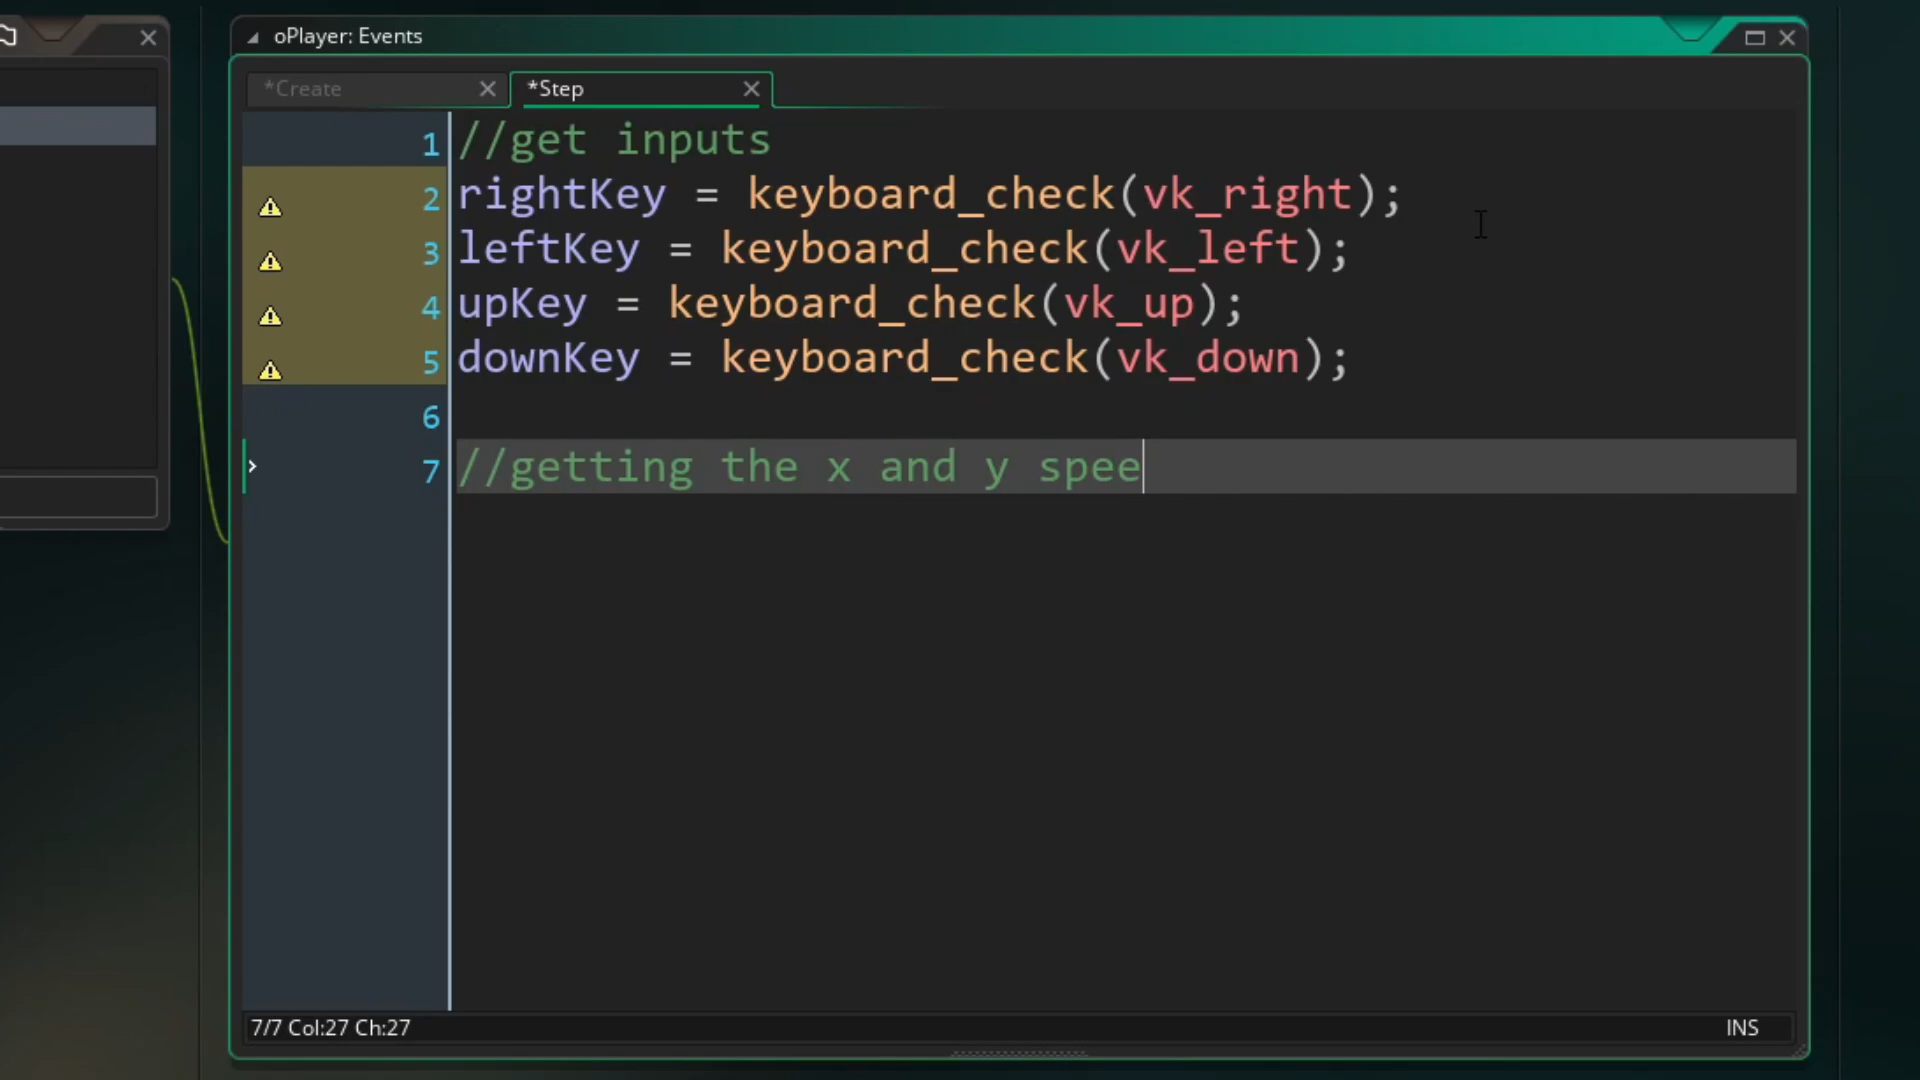 oPlayer: Events
*Create
*Step
1 //get inputs
2 rightKey = keyboard_check(vk_right);
3 leftKey = keyboard_check(vk_left);
4 upKey = keyboard_check(vk_up);
5 downKey = keyboard_check(vk_down);
6
7 //getting the x and y spee
7/7 Col:27 Ch:27
INS